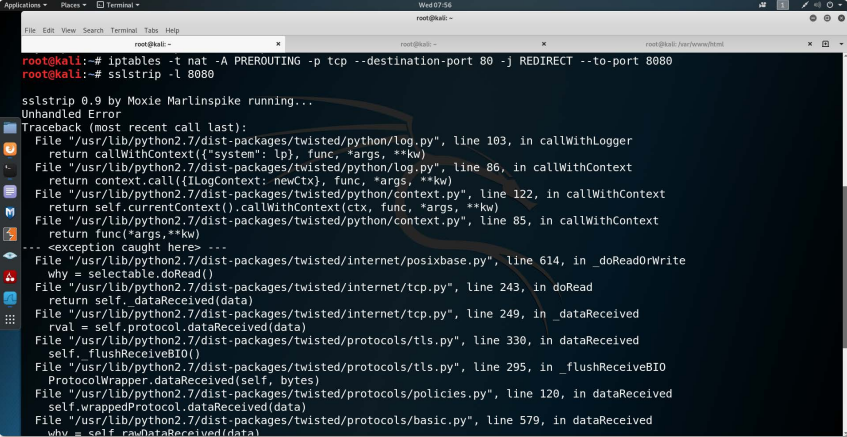 Applications Places Terminal Wed 07:56 1
root@kali: ~
File Edit View Search Terminal Tabs Help
root@kali: ~ × root@kali: ~ × root@kali: /var/www/html ×
root@kali:~# iptables -t nat -A PREROUTING -p tcp --destination-port 80 -j REDIRECT --to-port 8080
root@kali:~# sslstrip -l 8080
sslstrip 0.9 by Moxie Marlinspike running...
Unhandled Error
Traceback (most recent call last):
  File "/usr/lib/python2.7/dist-packages/twisted/python/log.py", line 103, in callWithLogger
    return callWithContext({"system": lp}, func, *args, **kw)
  File "/usr/lib/python2.7/dist-packages/twisted/python/log.py", line 86, in callWithContext
    return context.call({ILogContext: newCtx}, func, *args, **kw)
  File "/usr/lib/python2.7/dist-packages/twisted/python/context.py", line 122, in callWithContext
    return self.currentContext().callWithContext(ctx, func, *args, **kw)
  File "/usr/lib/python2.7/dist-packages/twisted/python/context.py", line 85, in callWithContext
    return func(*args,**kw)
--- <exception caught here> ---
  File "/usr/lib/python2.7/dist-packages/twisted/internet/posixbase.py", line 614, in _doReadOrWrite
    why = selectable.doRead()
  File "/usr/lib/python2.7/dist-packages/twisted/internet/tcp.py", line 243, in doRead
    return self._dataReceived(data)
  File "/usr/lib/python2.7/dist-packages/twisted/internet/tcp.py", line 249, in _dataReceived
    rval = self.protocol.dataReceived(data)
  File "/usr/lib/python2.7/dist-packages/twisted/protocols/tls.py", line 330, in dataReceived
    self._flushReceiveBIO()
  File "/usr/lib/python2.7/dist-packages/twisted/protocols/tls.py", line 295, in _flushReceiveBIO
    ProtocolWrapper.dataReceived(self, bytes)
  File "/usr/lib/python2.7/dist-packages/twisted/protocols/policies.py", line 120, in dataReceived
    self.wrappedProtocol.dataReceived(data)
  File "/usr/lib/python2.7/dist-packages/twisted/protocols/basic.py", line 579, in dataReceived
    why = self.rawDataReceived(data)